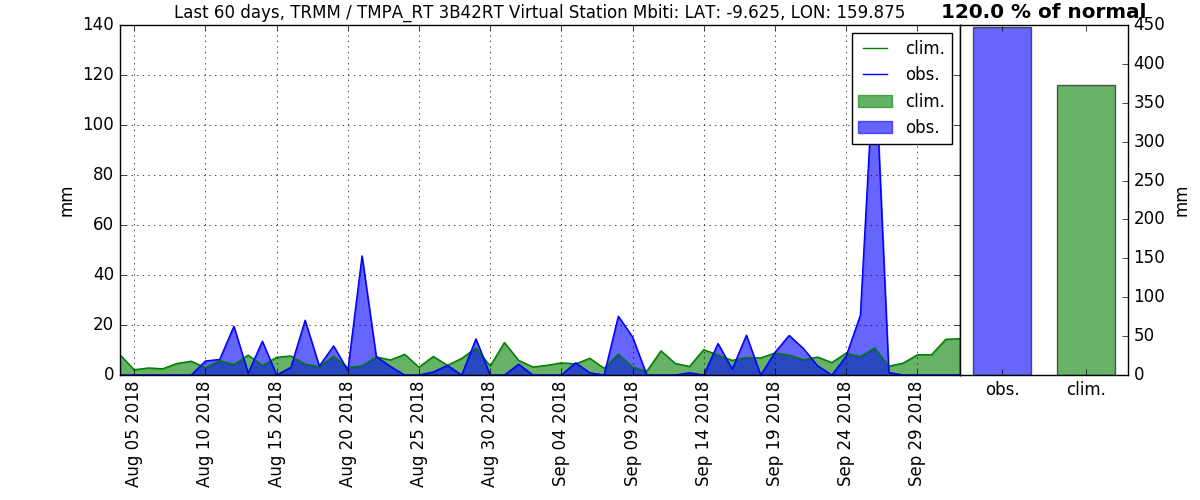 Last 60 days, TRMM / TMPA_RT 3B42RT Virtual Station Mbiti: LAT: -9.625, LON: 159.875
120.0 % of normal
140
120
100
80
60
40
20
0
mm
clim.
obs.
clim.
obs.
450
400
350
300
250
200
150
100
50
0
mm
Aug 05 2018
Aug 10 2018
Aug 15 2018
Aug 20 2018
Aug 25 2018
Aug 30 2018
Sep 04 2018
Sep 09 2018
Sep 14 2018
Sep 19 2018
Sep 24 2018
Sep 29 2018
obs.
clim.